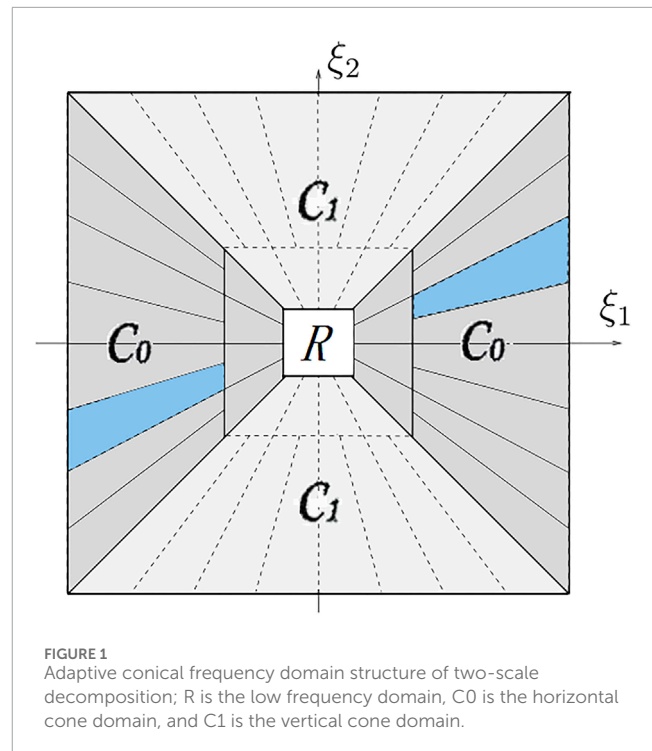 ξ₂
C₁
ξ₁
C₀
R
C₀
C₁
FIGURE 1
Adaptive conical frequency domain structure of two-scale
decomposition; R is the low frequency domain, C0 is the horizontal
cone domain, and C1 is the vertical cone domain.